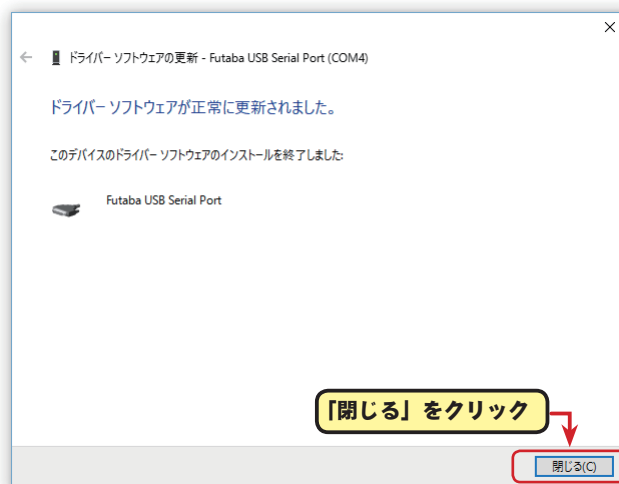 ドライバー ソフトウェアの更新 - Futaba USB Serial Port (COM4)
ドライバー ソフトウェアが正常に更新されました。
このデバイスのドライバー ソフトウェアのインストールを終了しました:
Futaba USB Serial Port
「閉じる」をクリック
閉じる(C)